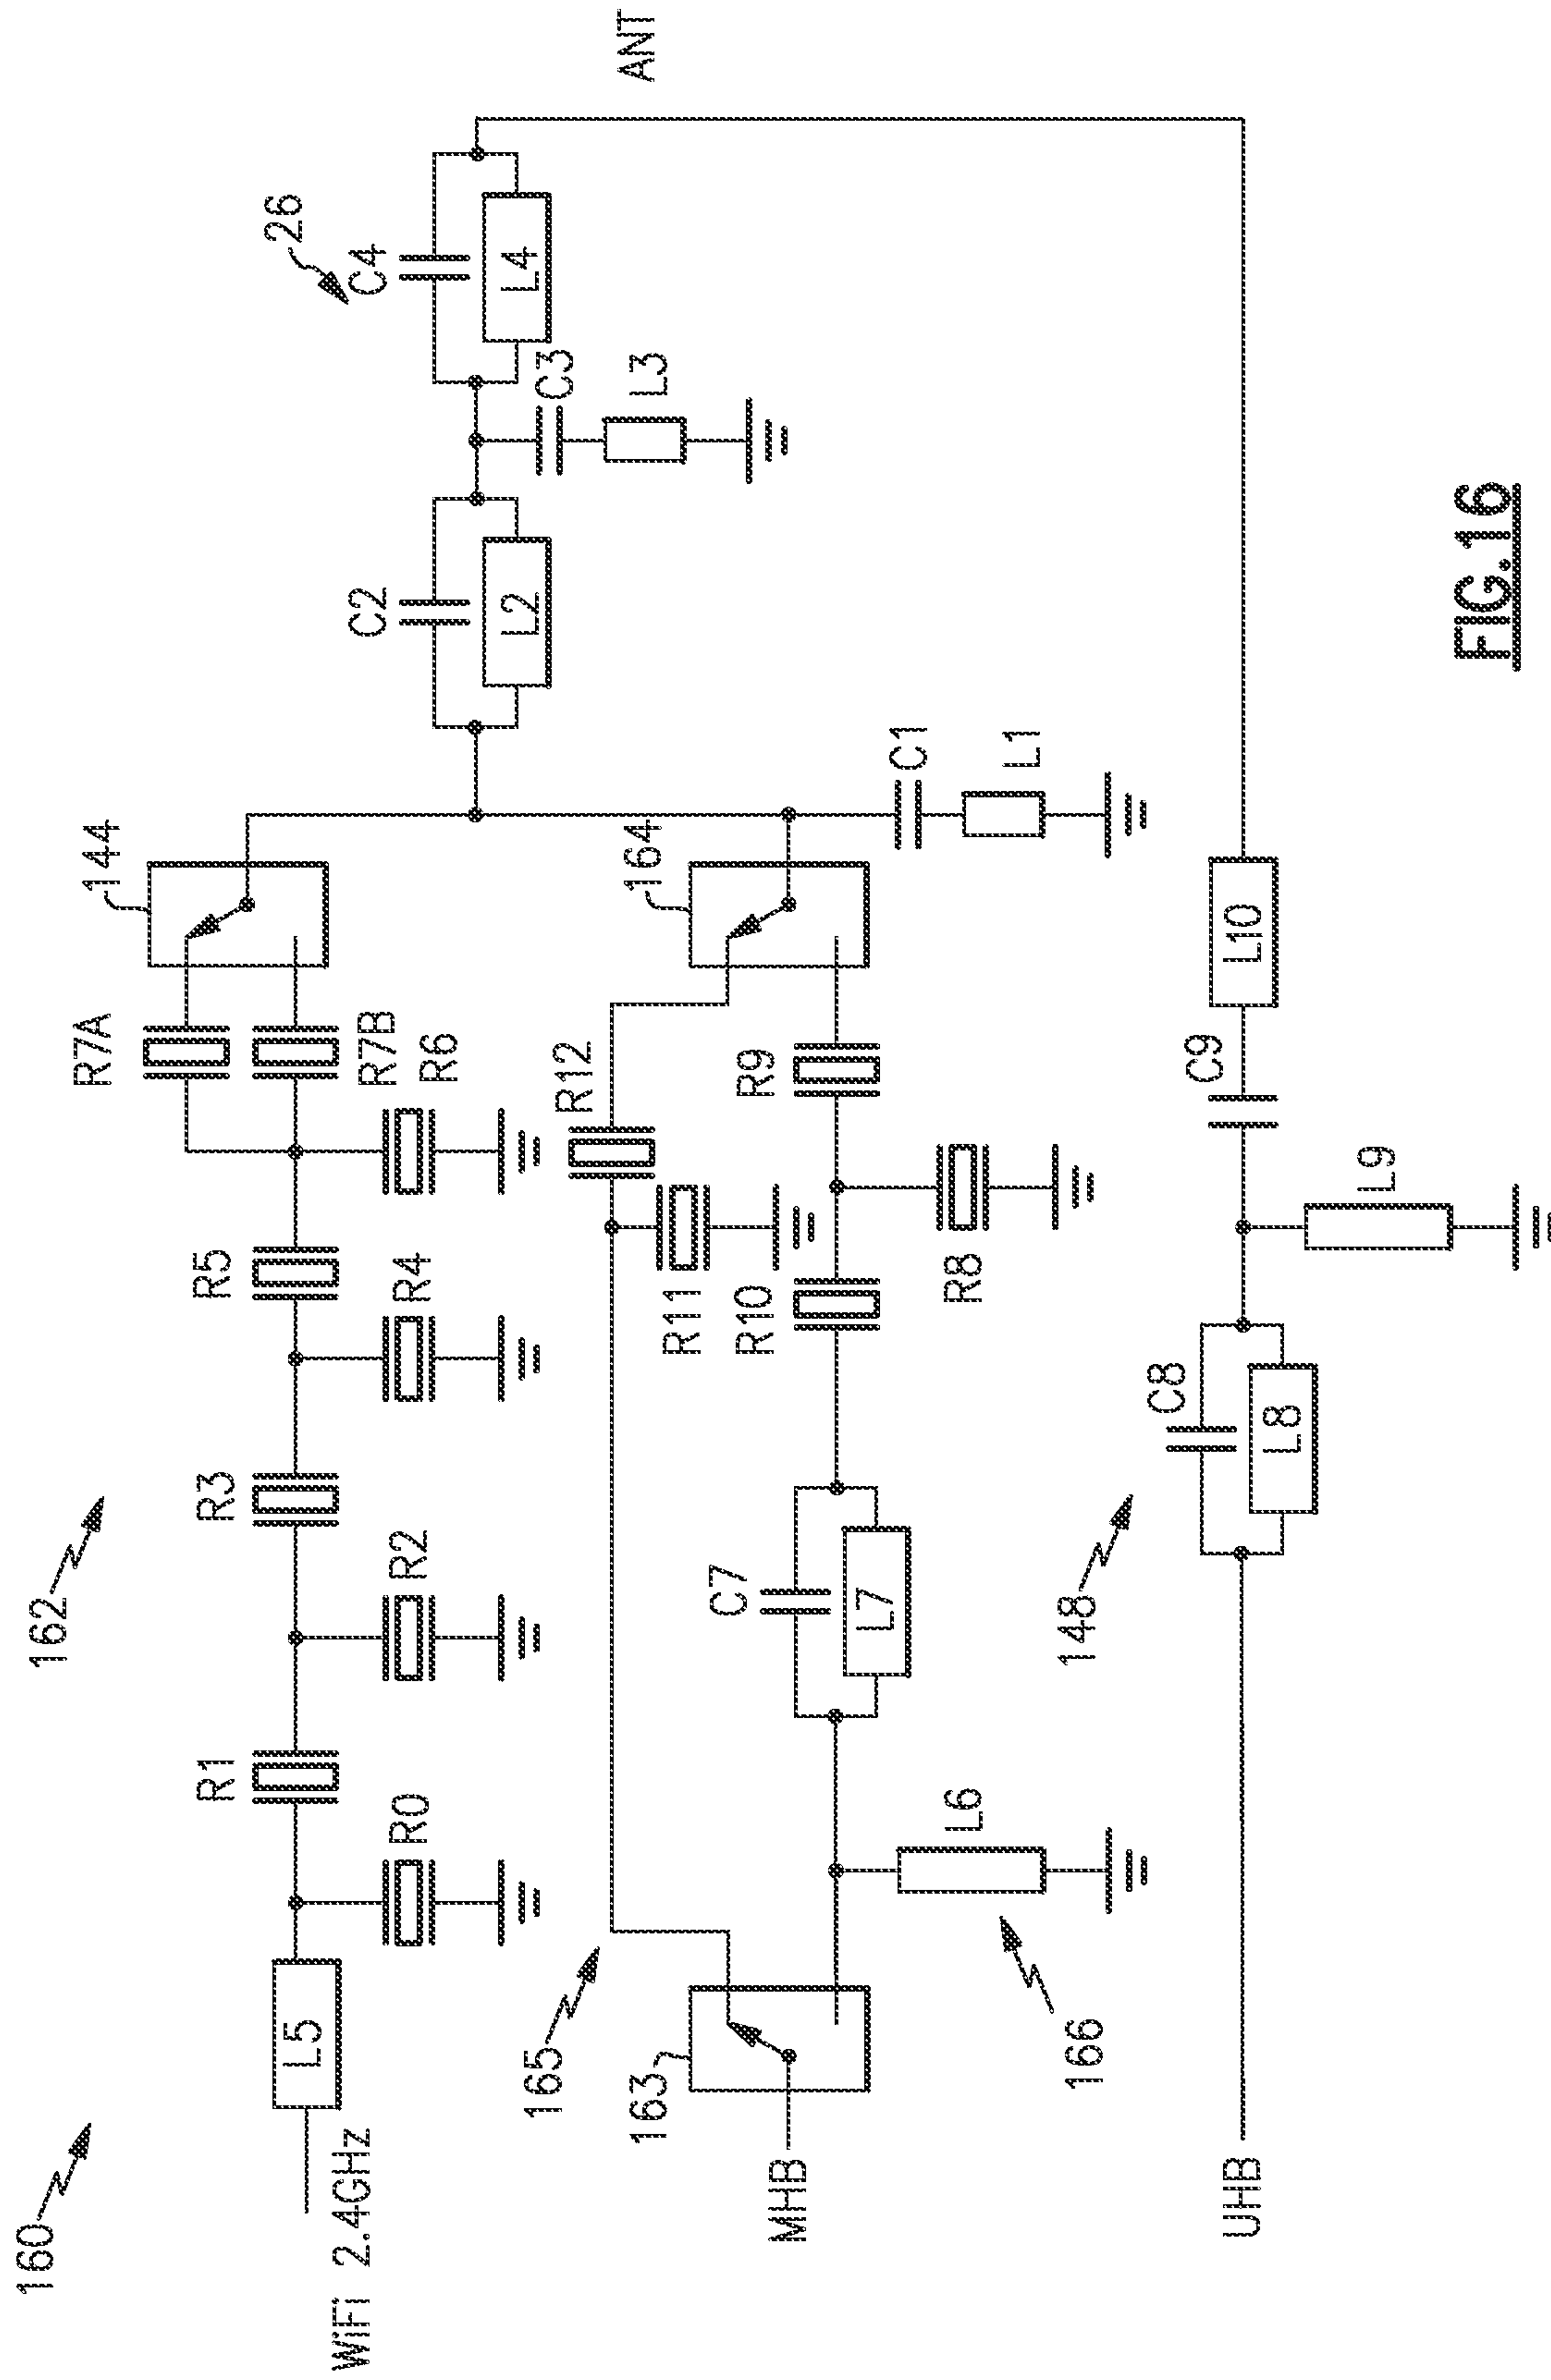 160
162
WiFi 2.4GHz
L5
R0
R1
R2
R3
R4
R5
R6
R7A
R7B
144
C2
L2
26
C4
L4
C3
L3
ANT
165
163
MHB
R12
R11
164
R9
R10
R8
C7
L7
L6
166
C1
L1
UHB
148
C8
L8
L9
C9
L10
FIG.16